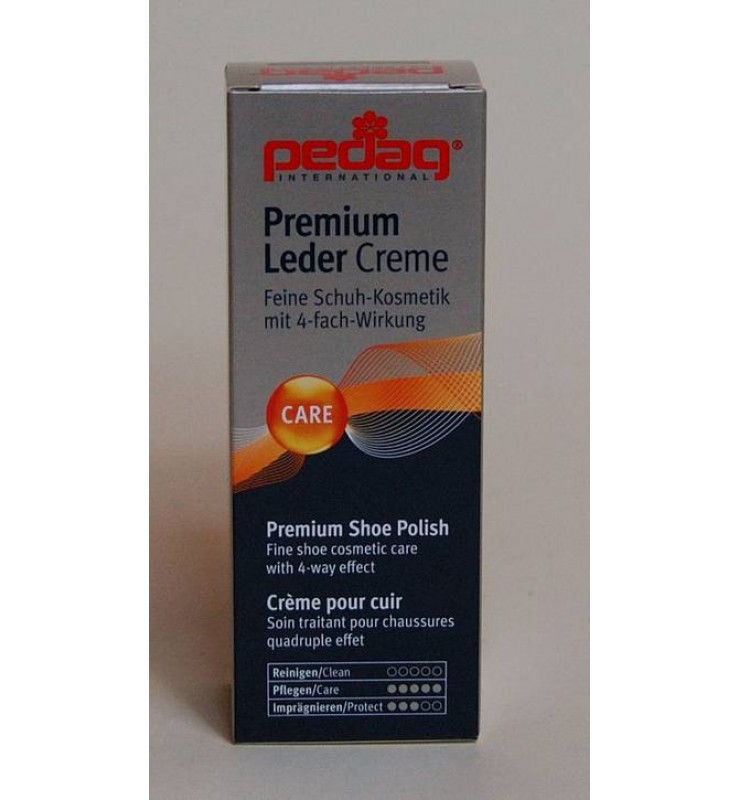 pedag®
INTERNATIONAL
Premium
Leder Creme
Feine Schuh-Kosmetik
mit 4-fach-Wirkung
CARE
Premium Shoe Polish
Fine shoe cosmetic care
with 4-way effect
Crème pour cuir
Soin traitant pour chaussures
quadruple effet
Reinigen/Clean ○○○○○
Pflegen/Care ●●●●●
Imprägnieren/Protect ●●●○○